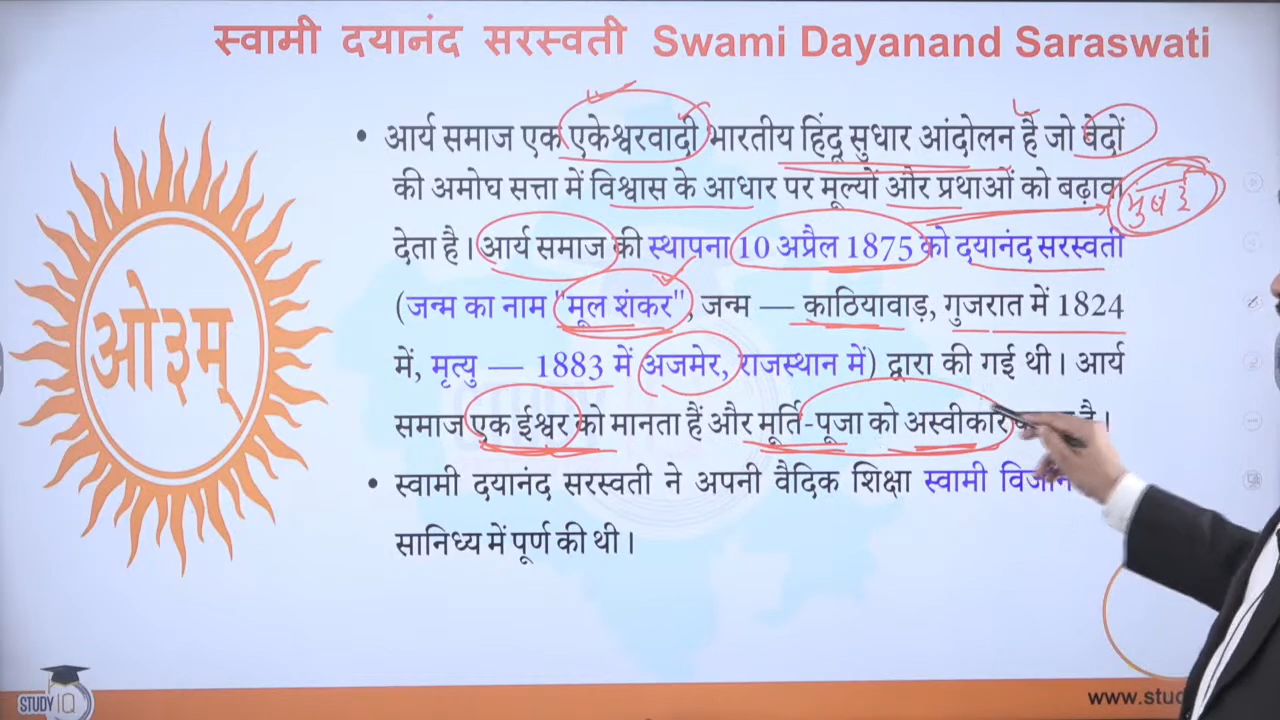 स्वामी दयानंद सरस्वती Swami Dayanand Saraswati
• आर्य समाज एक एकेश्वरवादी भारतीय हिंदू सुधार आंदोलन है जो वेदों
की अमोघ सत्ता में विश्वास के आधार पर मूल्यों और प्रथाओं को बढ़ावा
मुंबई
देता है। आर्य समाज की स्थापना 10 अप्रैल 1875 को दयानंद सरस्वती
(जन्म का नाम "मूल शंकर", जन्म — काठियावाड़, गुजरात में 1824
में, मृत्यु — 1883 में अजमेर, राजस्थान में) द्वारा की गई थी। आर्य
समाज एक ईश्वर को मानता हैं और मूर्ति-पूजा को अस्वीकार है।
• स्वामी दयानंद सरस्वती ने अपनी वैदिक शिक्षा स्वामी
सानिध्य में पूर्ण की थी।
ओ३म्
STUDY IQ
www.stud